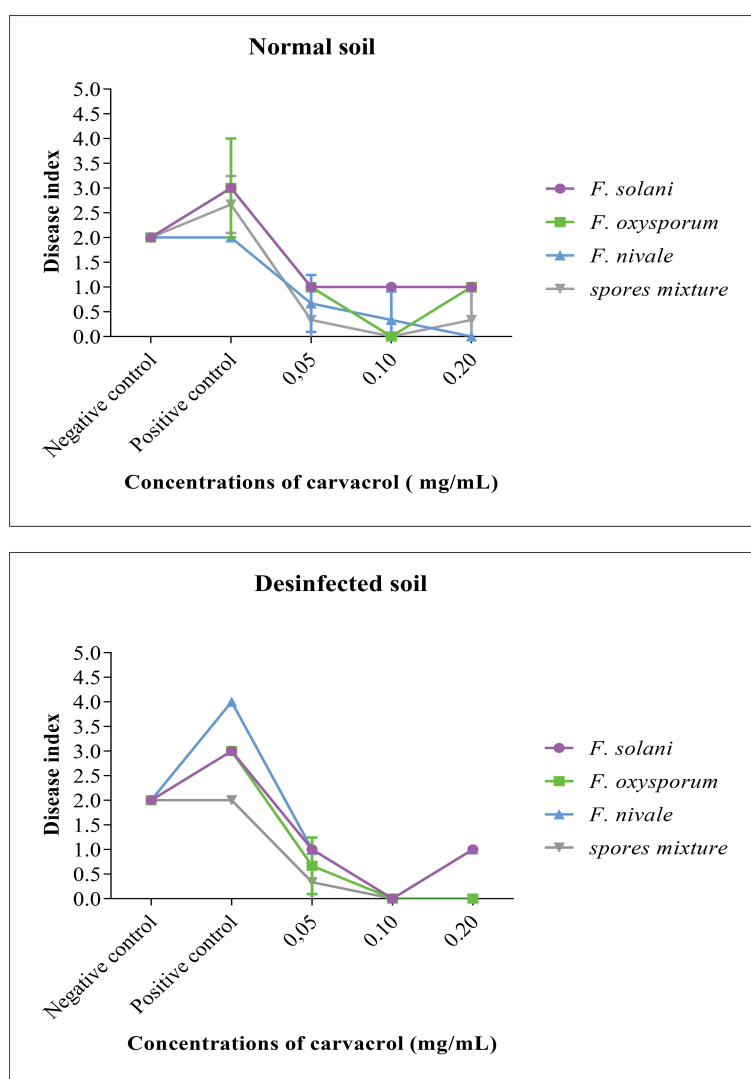 Normal soil
Disease index
5.0
4.5
4.0
3.5
3.0
2.5
2.0
1.5
1.0
0.5
0.0
Negative control
Positive control
0,05
0.10
0.20
Concentrations of carvacrol ( mg/mL)
F. solani
F. oxysporum
F. nivale
spores mixture
Desinfected soil
Disease index
5.0
4.5
4.0
3.5
3.0
2.5
2.0
1.5
1.0
0.5
0.0
Negative control
Positive control
0,05
0.10
0.20
Concentrations of carvacrol (mg/mL)
F. solani
F. oxysporum
F. nivale
spores mixture